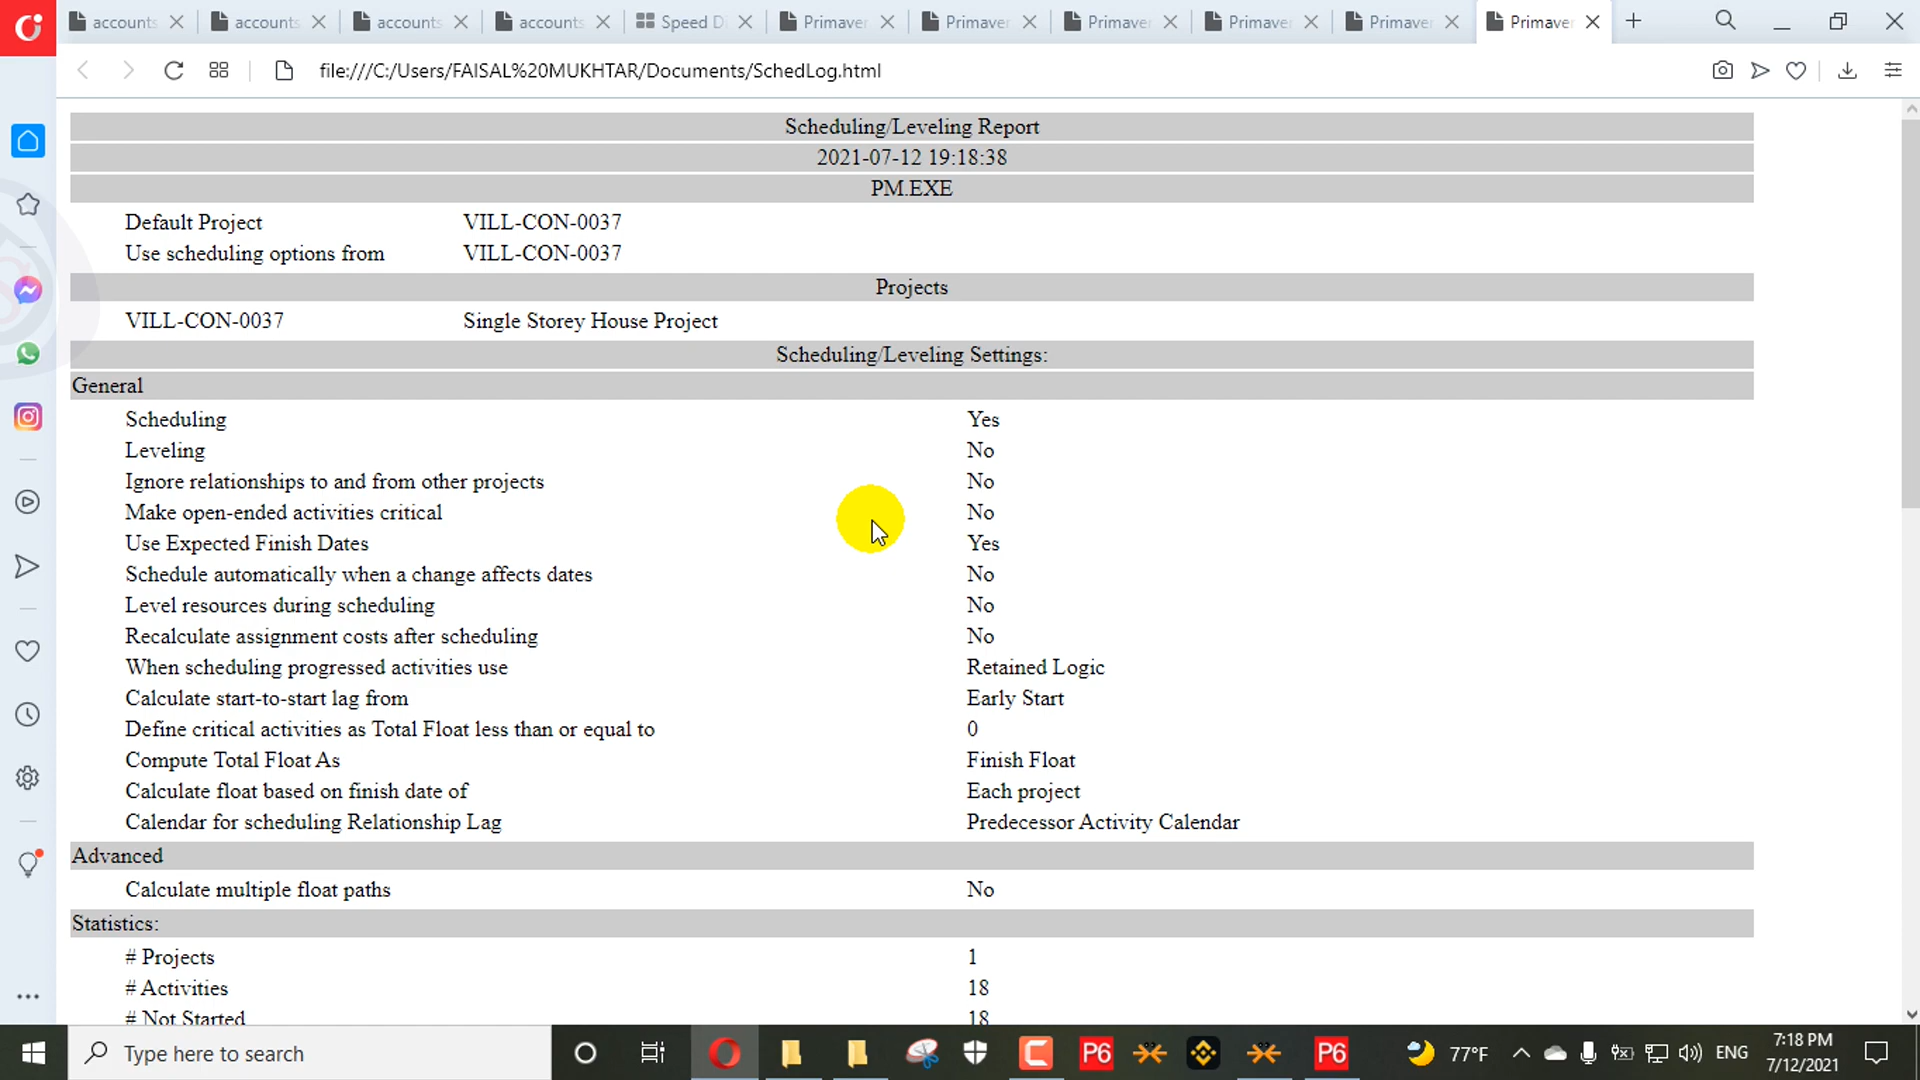 accounts
accounts
accounts
accounts
Speed D
Primaver
Primaver
Primaver
Primaver
Primaver
Primaver
file:///C:/Users/FAISAL%20MUKHTAR/Documents/SchedLog.html
Scheduling/Leveling Report
2021-07-12 19:18:38
PM.EXE
Default Project VILL-CON-0037
Use scheduling options from VILL-CON-0037
Projects
VILL-CON-0037 Single Storey House Project
Scheduling/Leveling Settings:
General
Scheduling Yes
Leveling No
Ignore relationships to and from other projects No
Make open-ended activities critical No
Use Expected Finish Dates Yes
Schedule automatically when a change affects dates No
Level resources during scheduling No
Recalculate assignment costs after scheduling No
When scheduling progressed activities use Retained Logic
Calculate start-to-start lag from Early Start
Define critical activities as Total Float less than or equal to 0
Compute Total Float As Finish Float
Calculate float based on finish date of Each project
Calendar for scheduling Relationship Lag Predecessor Activity Calendar
Advanced
Calculate multiple float paths No
Statistics:
# Projects 1
# Activities 18
# Not Started 18
Type here to search
P6
P6
77°F
ENG
7:18 PM
7/12/2021